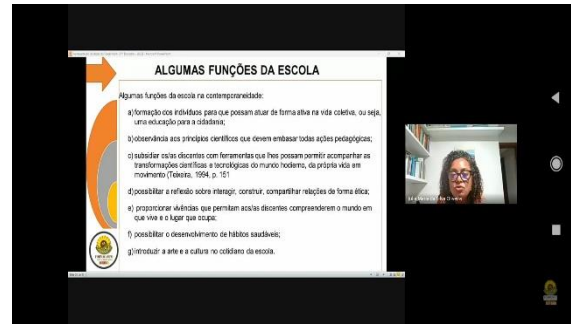 ALGUMAS FUNÇÕES DA ESCOLA
Algumas funções da escola na contemporaneidade:
a) formação dos indivíduos para que possam atuar de forma ativa na vida coletiva, ou seja,
uma educação para a cidadania;
b) observância aos princípios científicos que devem embasar todas ações pedagógicas;
c) subsidiar os/as discentes com ferramentas que lhes possam permitir acompanhar as
transformações científicas e tecnológicas do mundo hodierno, da própria vida em
movimento (Teixeira, 1994, p. 151
d) possibilitar a reflexão sobre interagir, construir, compartilhar relações de forma ética;
e) proporcionar vivências que permitam aos/as discentes compreenderem o mundo em
que vive e o lugar que ocupa;
f) possibilitar o desenvolvimento de hábitos saudáveis;
g) introduzir a arte e a cultura no cotidiano da escola.